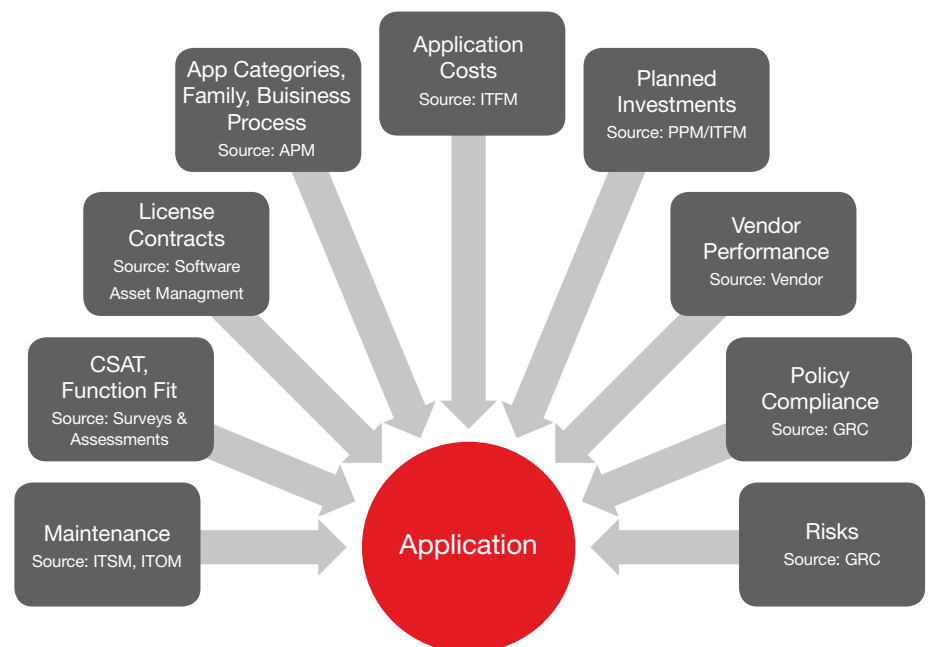 Application
Costs
Source: ITFM
App Categories,
Family, Buisiness
Process
Source: APM
Planned
Investments
Source: PPM/ITFM
License
Contracts
Source: Software
Asset Managment
Vendor
Performance
Source: Vendor
CSAT,
Function Fit
Source: Surveys &
Assessments
Policy
Compliance
Source: GRC
Maintenance
Source: ITSM, ITOM
Application
Risks
Source: GRC